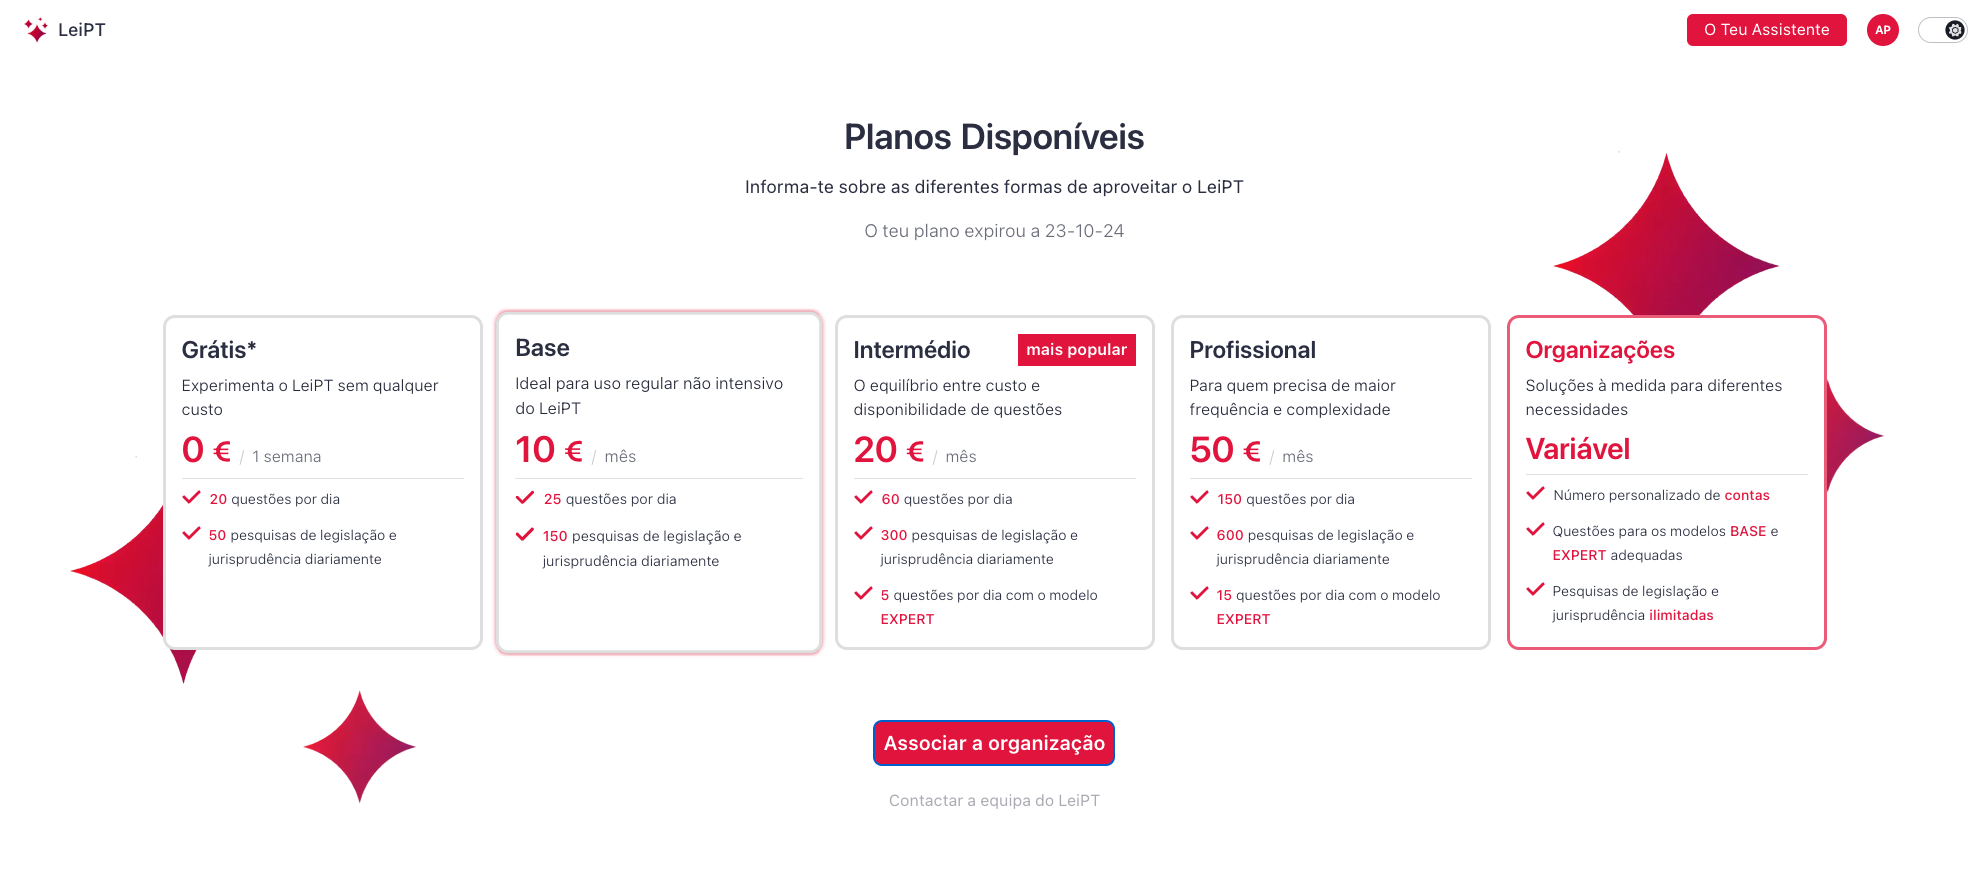 LeiPT
O Teu Assistente
AP
Planos Disponíveis
Informa-te sobre as diferentes formas de aproveitar o LeiPT
O teu plano expirou a 23-10-24
Grátis*
Experimenta o LeiPT sem qualquer
custo
0 € / 1 semana
20 questões por dia
50 pesquisas de legislação e
jurisprudência diariamente
Base
Ideal para uso regular não intensivo
do LeiPT
10 € / mês
25 questões por dia
150 pesquisas de legislação e
jurisprudência diariamente
Intermédio
mais popular
O equilíbrio entre custo e
disponibilidade de questões
20 € / mês
60 questões por dia
300 pesquisas de legislação e
jurisprudência diariamente
5 questões por dia com o modelo
EXPERT
Profissional
Para quem precisa de maior
frequência e complexidade
50 € / mês
150 questões por dia
600 pesquisas de legislação e
jurisprudência diariamente
15 questões por dia com o modelo
EXPERT
Organizações
Soluções à medida para diferentes
necessidades
Variável
Número personalizado de contas
Questões para os modelos BASE e
EXPERT adequadas
Pesquisas de legislação e
jurisprudência ilimitadas
Associar a organização
Contactar a equipa do LeiPT